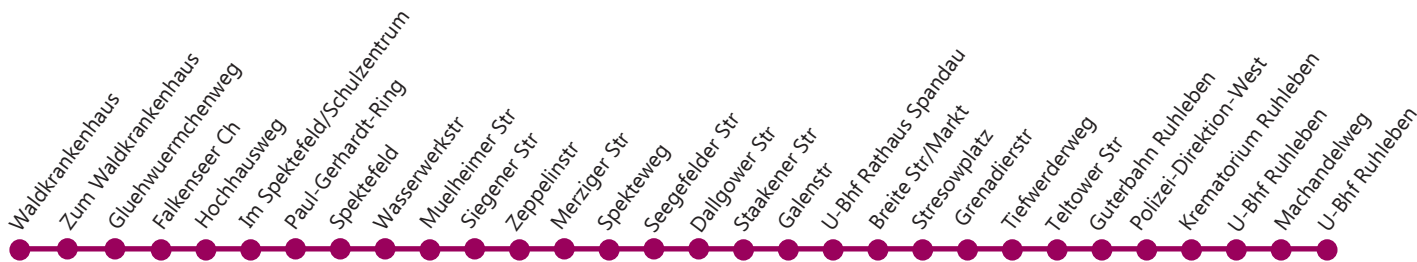 Waldkrankenhaus
Zum Waldkrankenhaus
Gluehwuermchenweg
Falkenseer Ch
Hochhausweg
Im Spektefeld/Schulzentrum
Paul-Gerhardt-Ring
Spektefeld
Wasserwerkstr
Muelheimer Str
Siegener Str
Zeppelinstr
Merziger Str
Spekteweg
Seegefelder Str
Dallgower Str
Staakener Str
Galenstr
U-Bhf Rathaus Spandau
Breite Str/Markt
Stresowplatz
Grenadierstr
Tiefwerderweg
Teltower Str
Guterbahn Ruhleben
Polizei-Direktion-West
Krematorium Ruhleben
U-Bhf Ruhleben
Machandelweg
U-Bhf Ruhleben